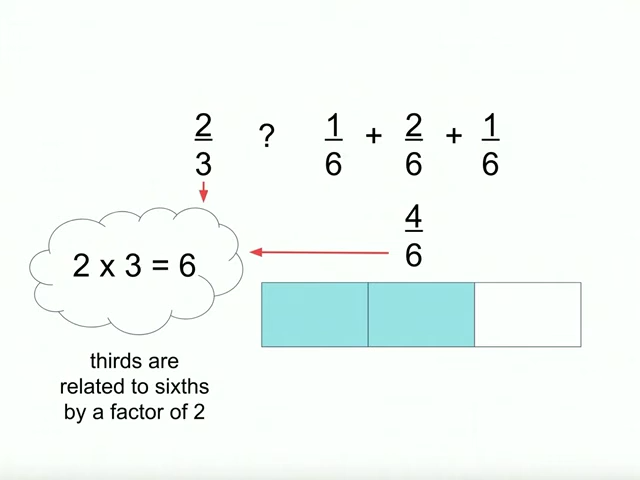 2/3 ? 1/6 + 2/6 + 1/6
4/6
2 x 3 = 6
thirds are
related to sixths
by a factor of 2